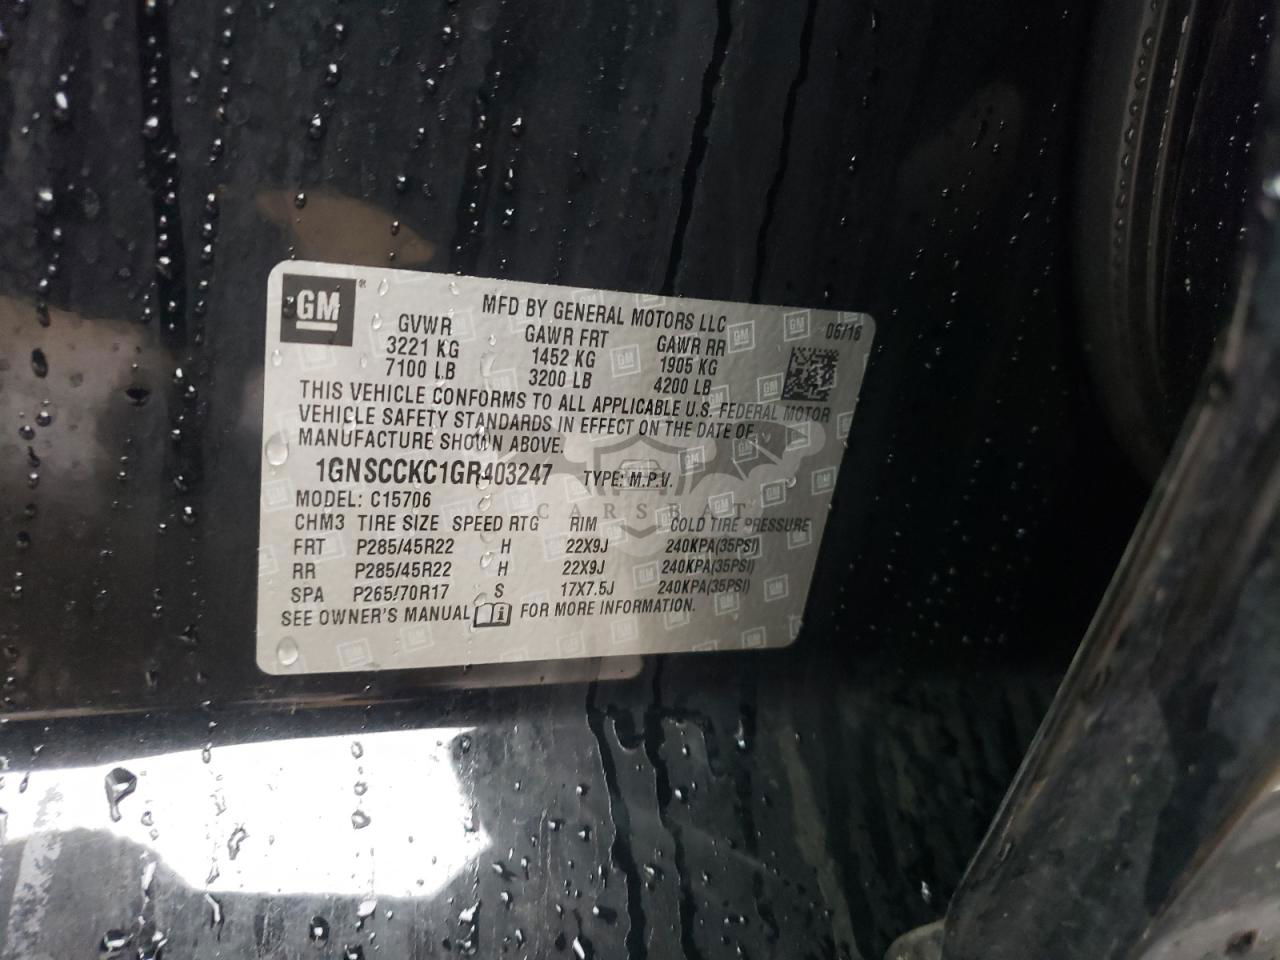 GM ®
MFD BY GENERAL MOTORS LLC
06/16
GVWR GAWR FRT GAWR RR
3221 KG 1452 KG 1905 KG
7100 LB 3200 LB 4200 LB
THIS VEHICLE CONFORMS TO ALL APPLICABLE U.S. FEDERAL MOTOR
VEHICLE SAFETY STANDARDS IN EFFECT ON THE DATE OF
MANUFACTURE SHOWN ABOVE.
1GNSCCKC1GR403247 TYPE: M.P.V.
MODEL: C15706
CARSBAT
CHM3 TIRE SIZE SPEED RTG RIM COLD TIRE PRESSURE
FRT P285/45R22 H 22X9J 240KPA(35PSI)
RR P285/45R22 H 22X9J 240KPA(35PSI)
SPA P265/70R17 S 17X7.5J 240KPA(35PSI)
SEE OWNER'S MANUAL i FOR MORE INFORMATION.